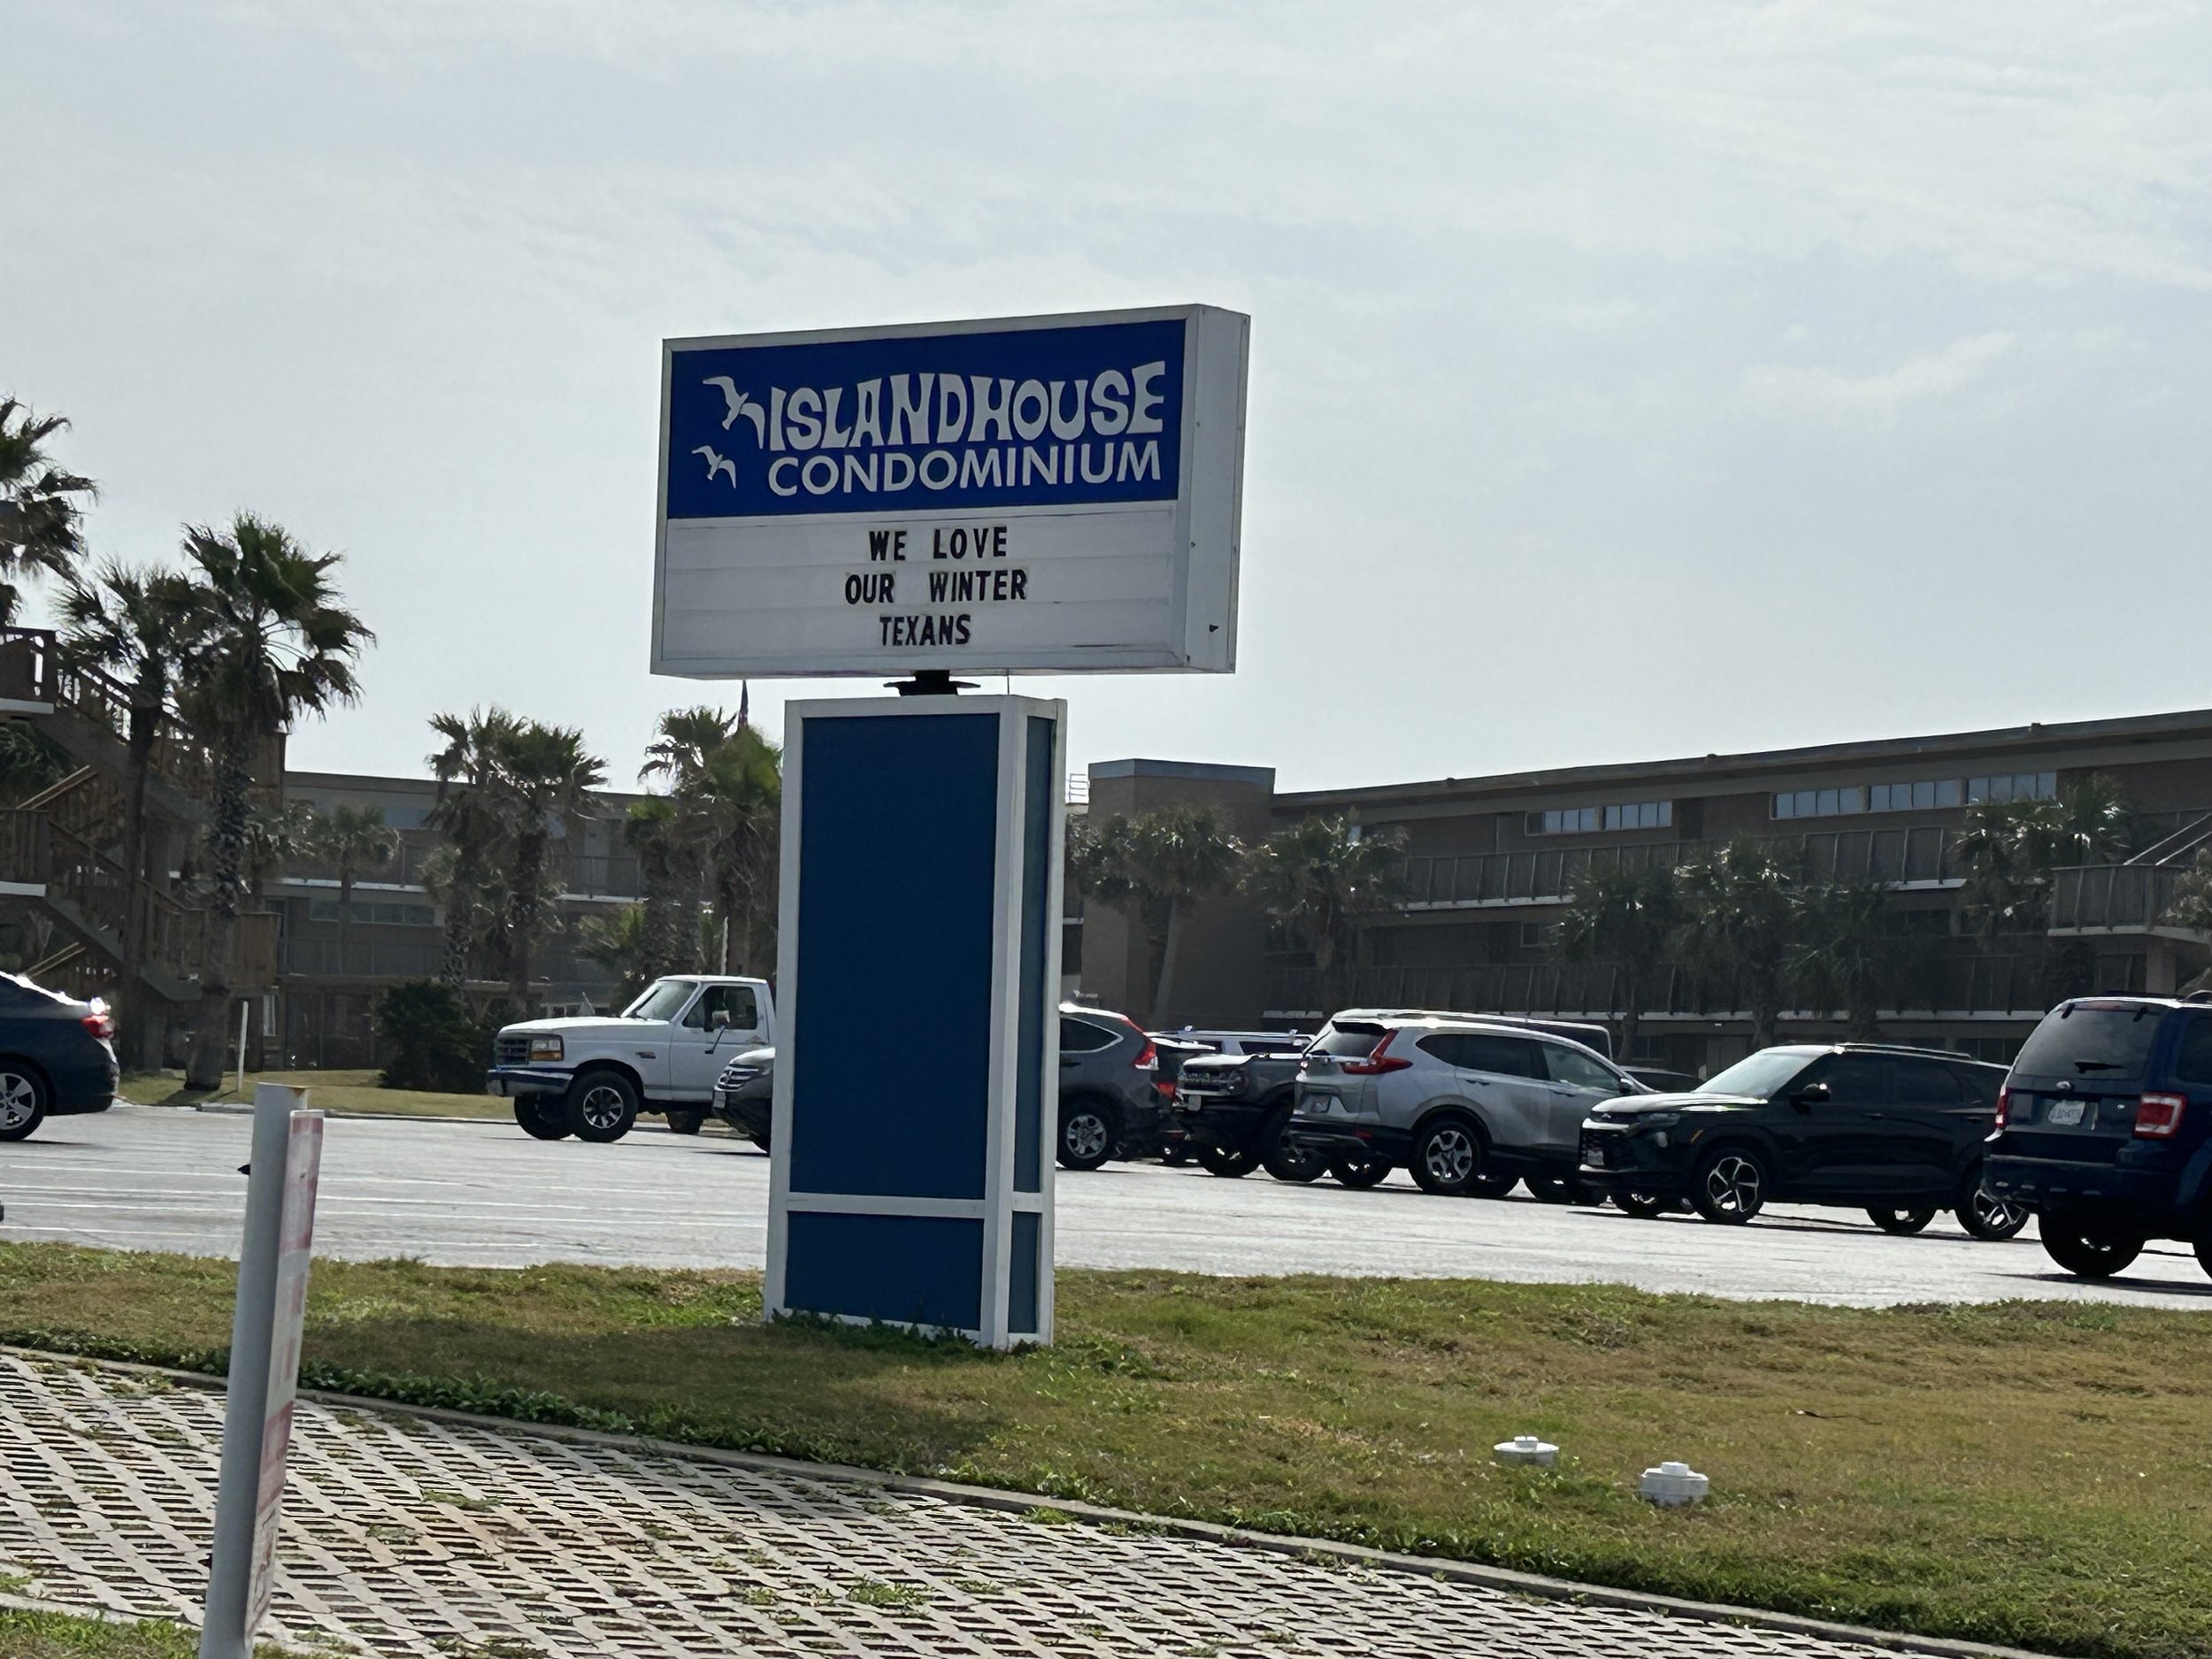 ISLANDHOUSE
CONDOMINIUM
WE LOVE
OUR WINTER
TEXANS